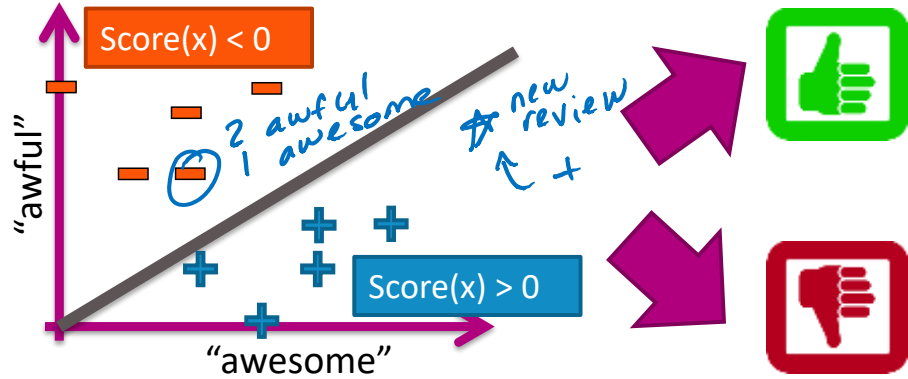 Score(x) < 0
2 awful
1 awesome
new
review
+
"awful"
Score(x) > 0
"awesome"